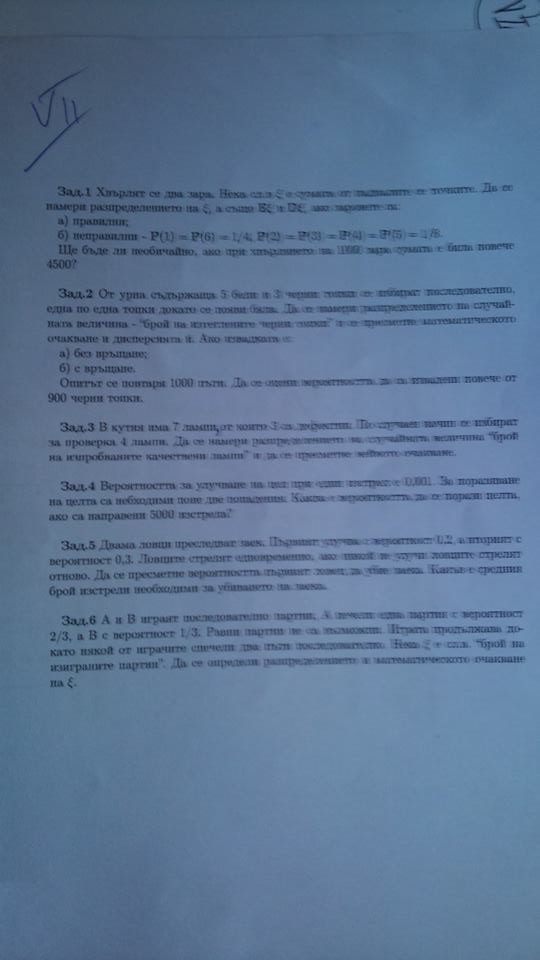 VII
Зад.1 Хвърлят се два зара. Нека сл.в ξ е сумата от падналите се точките. Да се
намери разпределението на ξ, а също Eξ и Dξ, ако заровете са:
а) правилни;
б) неправилни - P(1) = P(6) = 1/4; P(2) = P(3) = P(4) = P(5) = 1/8.
Ще бъде ли необичайно, ако при хвърлянето на 1000 зара сумата е била повече
4500?
Зад.2 От урна съдържаща 5 бели и 3 черни топки се избират последователно,
една по една топки докато се появи бяла. Да се намери разпределението на случай-
ната величина - "брой на изтеглените черни топки" и се пресметне математическото
очакване и дисперсията ѝ. Ако извадката е:
а) без връщане;
б) с връщане.
Опитът се повтаря 1000 пъти. Да се оцени вероятността, да са извадени повече от
900 черни топки.
Зад.3 В кутия има 7 лампи, от които 3 са дефектни. По случаен начин се избират
за проверка 4 лампи. Да се намери разпределението на случайната величина "брой
на изпробваните качествени лампи" и да се пресметне нейното очакване.
Зад.4 Вероятността за улучване на цел при един изстрел е 0,001. За поразяване
на целта са небходими поне две попадения. Каква е вероятността, да се порази целта,
ако са направени 5000 изстрела?
Зад.5 Двама ловци преследват заек. Първият улучва с вероятност 0,2, а вторият с
вероятност 0,3. Ловците стрелят едновременно, ако никой не улучи ловците стрелят
отново. Да се пресметне вероятността първият ловец да убие заека. Какъв е средния
брой изстрели необходими за убиването на заека.
Зад.6 А и В играят последователно партии. А печели една партия с вероятност
2/3, а В с вероятност 1/3. Равни партии не са възможни. Играта продължава до-
като някой от играчите спечели два пъти последователно. Нека ξ е сл.в. "брой на
изиграните партии". Да се определи разпределението и математическото очакване
на ξ.